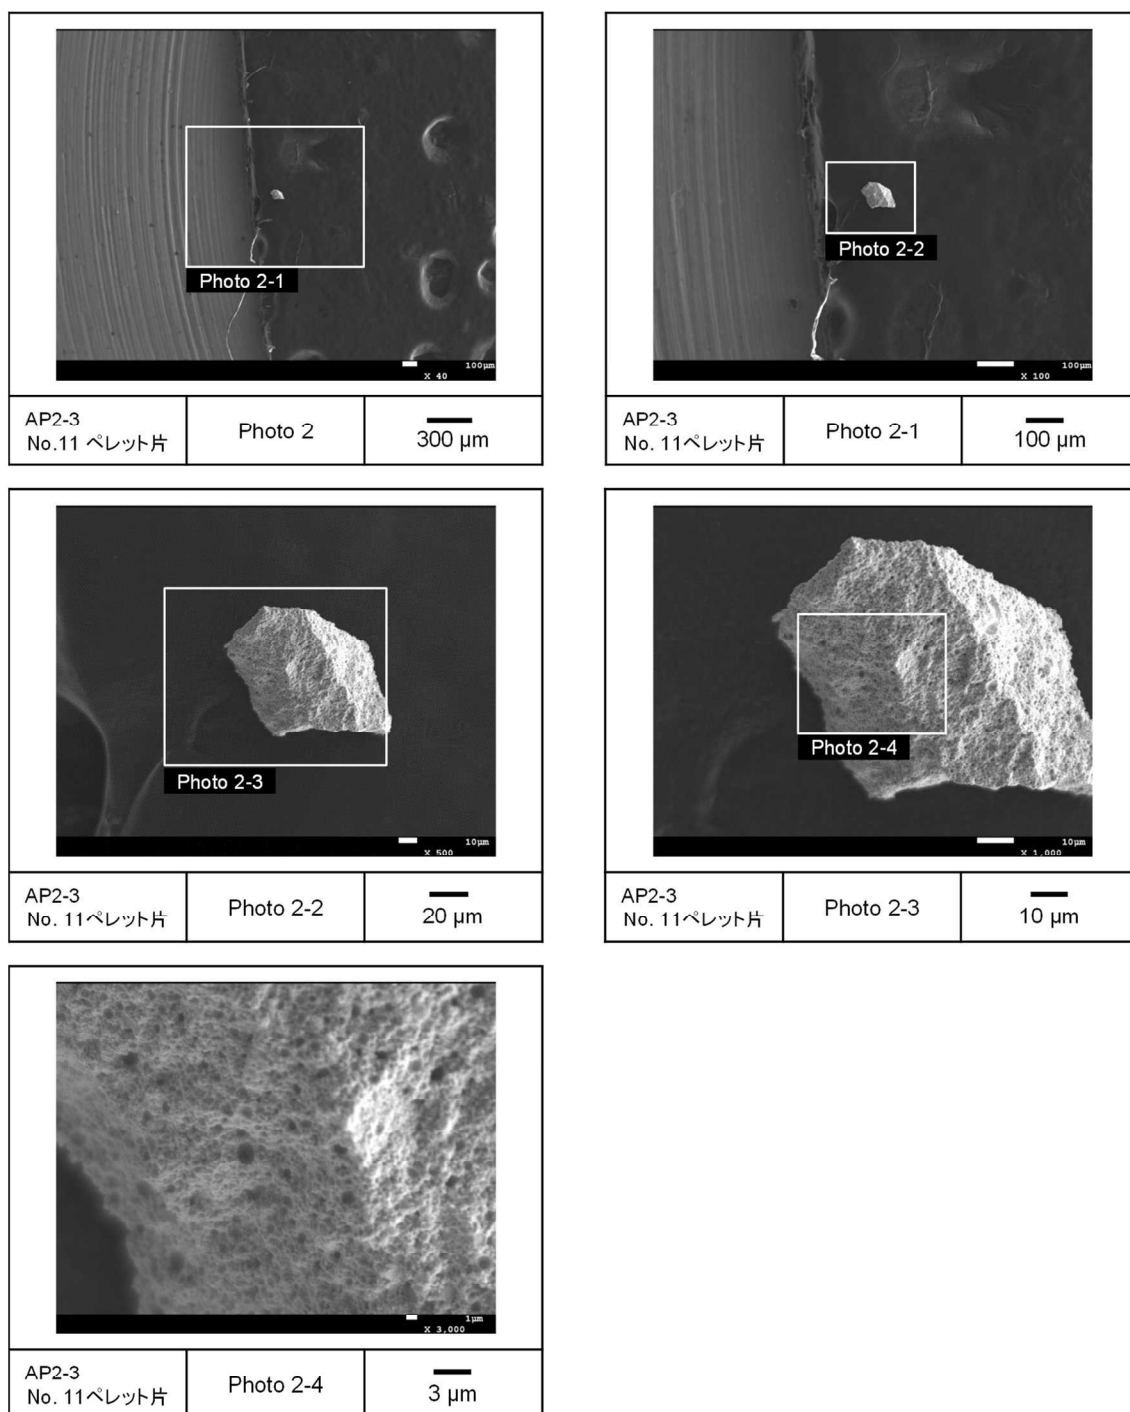 Photo 2-1
100μm
X 40
AP2-3
No.11 ペレット片
Photo 2
300 μm
Photo 2-2
100μm
X 100
AP2-3
No. 11ペレット片
Photo 2-1
100 μm
Photo 2-3
10μm
X 500
AP2-3
No. 11ペレット片
Photo 2-2
20 μm
Photo 2-4
10μm
X 1,000
AP2-3
No. 11ペレット片
Photo 2-3
10 μm
1μm
X 3,000
AP2-3
No. 11ペレット片
Photo 2-4
3 μm